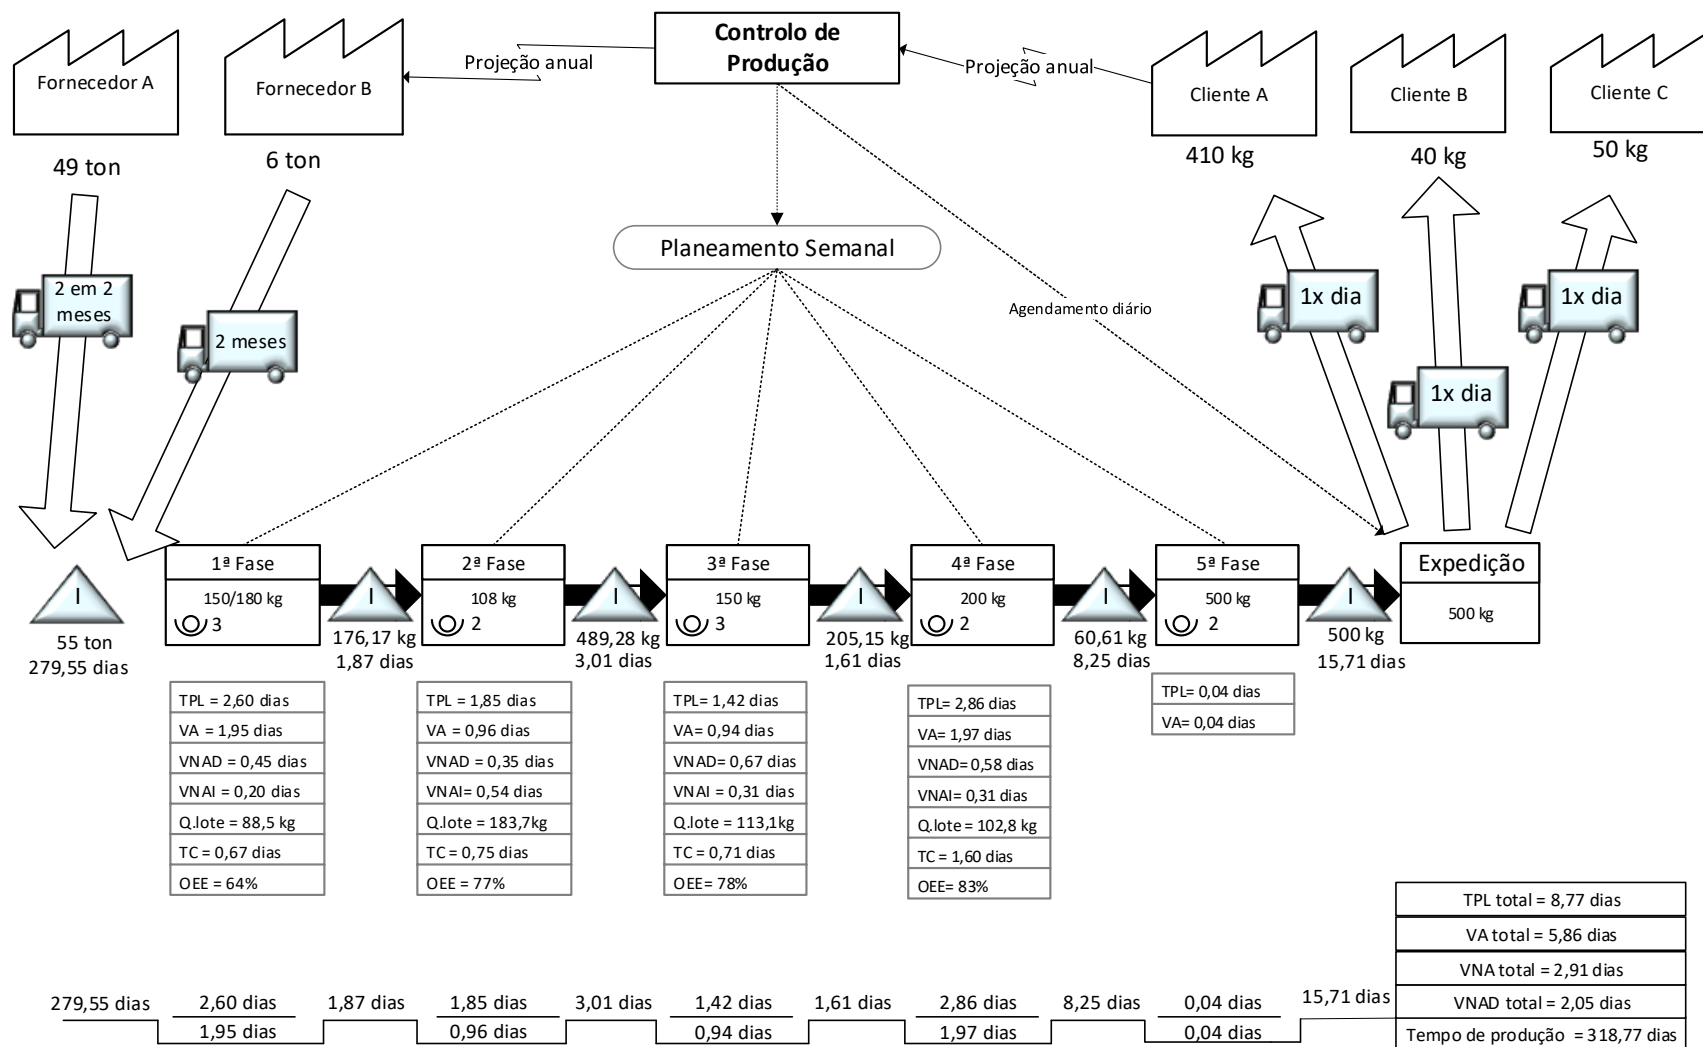 Controlo de
Produção
Projeção anual
Projeção anual
Fornecedor A
Fornecedor B
Cliente A
Cliente B
Cliente C
49 ton
6 ton
410 kg
40 kg
50 kg
Planeamento Semanal
2 em 2
meses
2 meses
Agendamento diário
1x dia
1x dia
1x dia
I
55 ton
279,55 dias
1ª Fase
150/180 kg
3
I
176,17 kg
1,87 dias
2ª Fase
108 kg
2
I
489,28 kg
3,01 dias
3ª Fase
150 kg
3
I
205,15 kg
1,61 dias
4ª Fase
200 kg
2
I
60,61 kg
8,25 dias
5ª Fase
500 kg
2
I
500 kg
15,71 dias
Expedição
500 kg
TPL = 2,60 dias
VA = 1,95 dias
VNAD = 0,45 dias
VNAI = 0,20 dias
Q.lote = 88,5 kg
TC = 0,67 dias
OEE = 64%
TPL = 1,85 dias
VA = 0,96 dias
VNAD = 0,35 dias
VNAI= 0,54 dias
Q.lote = 183,7kg
TC = 0,75 dias
OEE = 77%
TPL= 1,42 dias
VA= 0,94 dias
VNAD= 0,67 dias
VNAI = 0,31 dias
Q.lote = 113,1kg
TC = 0,71 dias
OEE= 78%
TPL= 2,86 dias
VA= 1,97 dias
VNAD= 0,58 dias
VNAI= 0,31 dias
Q.lote = 102,8 kg
TC = 1,60 dias
OEE= 83%
TPL= 0,04 dias
VA= 0,04 dias
279,55 dias
2,60 dias
1,95 dias
1,87 dias
1,85 dias
0,96 dias
3,01 dias
1,42 dias
0,94 dias
1,61 dias
2,86 dias
1,97 dias
8,25 dias
0,04 dias
0,04 dias
15,71 dias
TPL total = 8,77 dias
VA total = 5,86 dias
VNA total = 2,91 dias
VNAD total = 2,05 dias
Tempo de produção = 318,77 dias